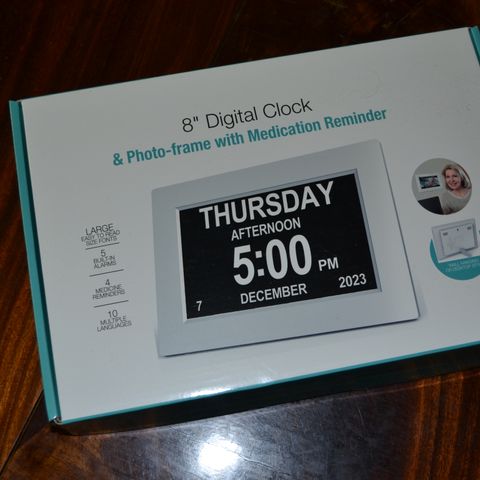 8" Digital Clock
& Photo-frame with Medication Reminder
THURSDAY
AFTERNOON
5:00 PM
7 DECEMBER 2023
LARGE
EASY TO READ
SIZE FONTS
5
BUILT-IN
ALARMS
4
MEDICINE
REMINDERS
10
MULTIPLE
LANGUAGES